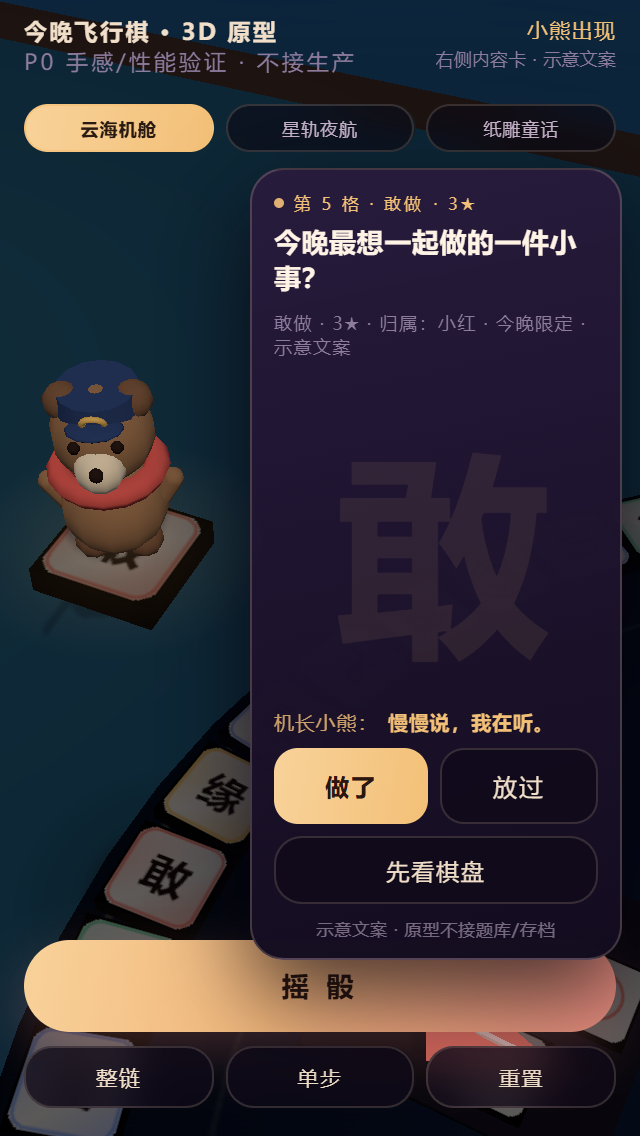 今晚飞行棋 · 3D 原型
小熊出现
P0 手感/性能验证 · 不接生产
右侧内容卡 · 示意文案
云海机舱
星轨夜航
纸雕童话
第 5 格 · 敢做 · 3★
今晚最想一起做的一件小
事？
敢做 · 3★ · 归属：小红 · 今晚限定 ·
示意文案
敢
机长小熊： 慢慢说，我在听。
做了
放过
先看棋盘
示意文案 · 原型不接题库/存档
缘
敢
摇 骰
整链
单步
重置